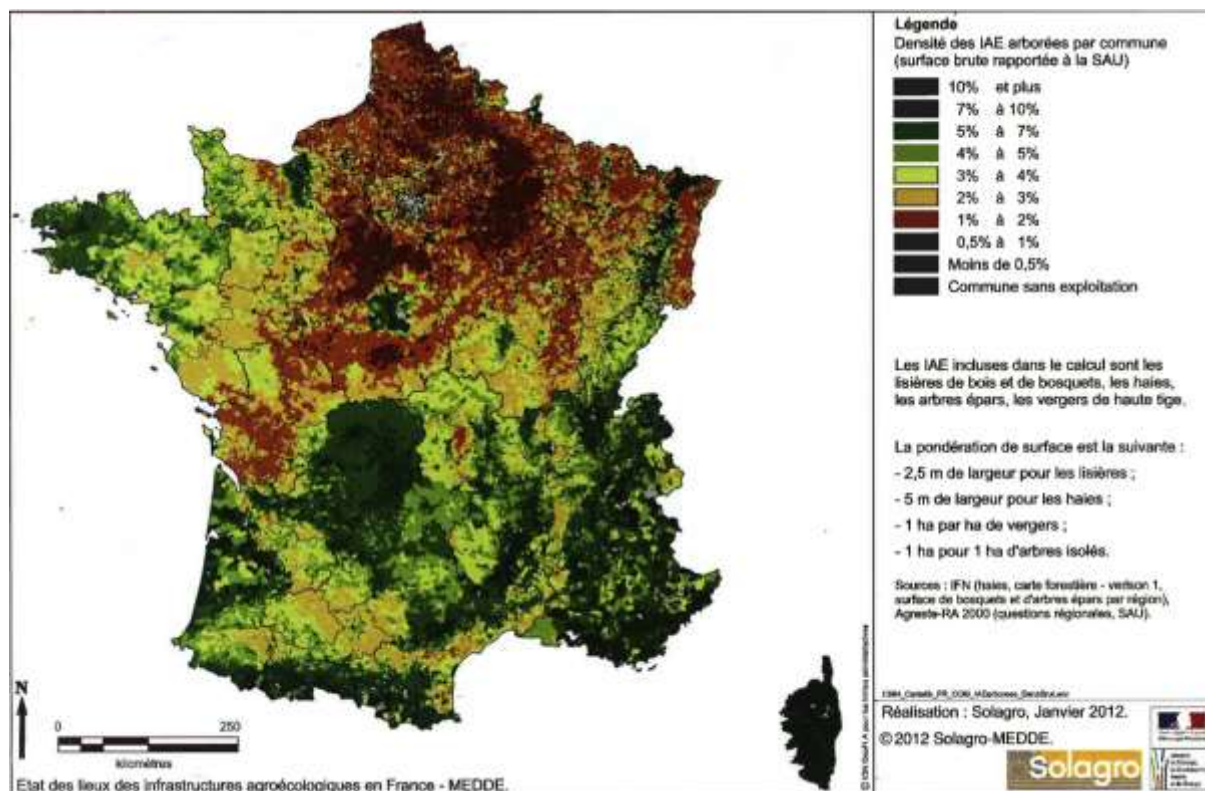 Légende
Densité des IAE arborées par commune
(surface brute rapportée à la SAU)
10% et plus
7% à 10%
5% à 7%
4% à 5%
3% à 4%
2% à 3%
1% à 2%
0,5% à 1%
Moins de 0,5%
Commune sans exploitation
Les IAE incluses dans le calcul sont les
lisières de bois et de bosquets, les haies,
les arbres épars, les vergers de haute tige.
La pondération de surface est la suivante :
- 2,5 m de largeur pour les lisières ;
- 5 m de largeur pour les haies ;
- 1 ha par ha de vergers ;
- 1 ha pour 1 ha d'arbres isolés.
Sources : IFN (haies, carte forestière - version 1,
surface de bosquets et d'arbres épars par région),
Agreste-RA 2000 (questions régionales, SAU).
Réalisation : Solagro, Janvier 2012.
© 2012 Solagro-MEDDE.
Solagro
N
0 250
kilomètres
Etat des lieux des infrastructures agroécologiques en France - MEDDE.